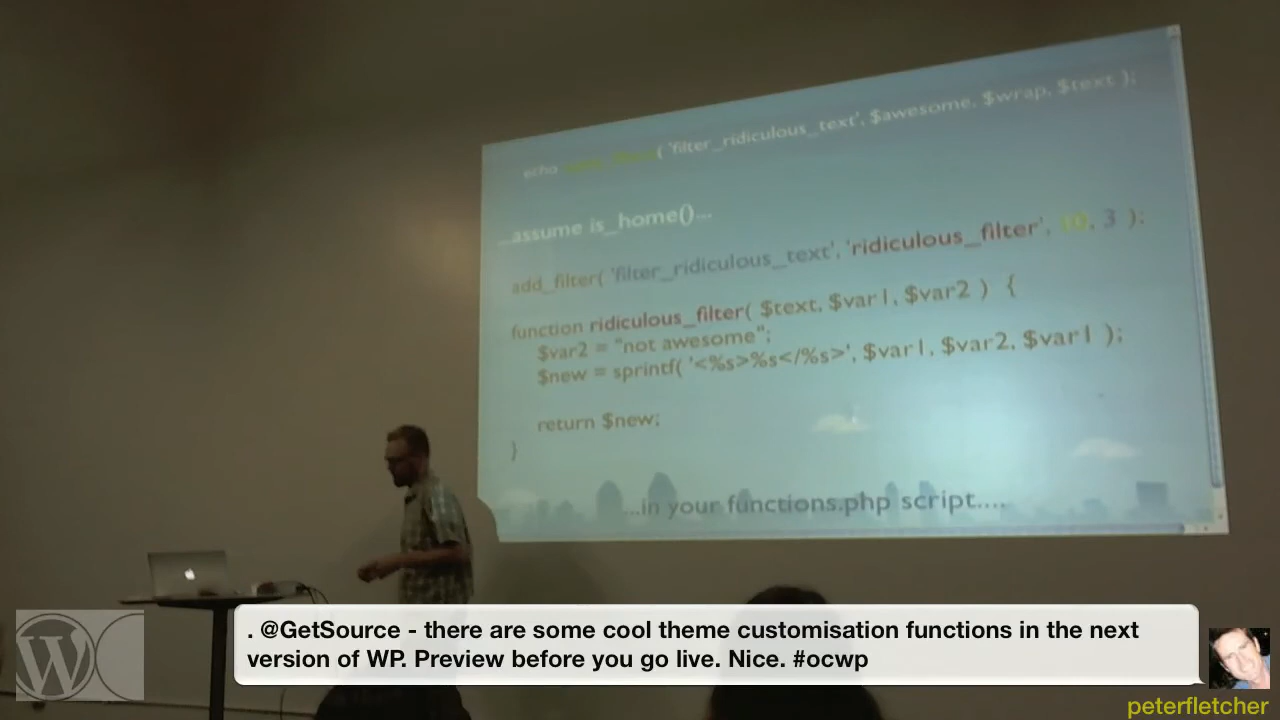 echo ( 'filter_ridiculous_text', $awesome, $wrap, $text );
...assume is_home()...
add_filter( 'filter_ridiculous_text', 'ridiculous_filter', 10, 3 );
function ridiculous_filter( $text, $var1, $var2 ) {
$var2 = "not awesome";
$new = sprintf( '<%s>%s</%s>', $var1, $var2, $var1 );
return $new;
}
...in your functions.php script....
. @GetSource - there are some cool theme customisation functions in the next
version of WP. Preview before you go live. Nice. #ocwp
peterfletcher